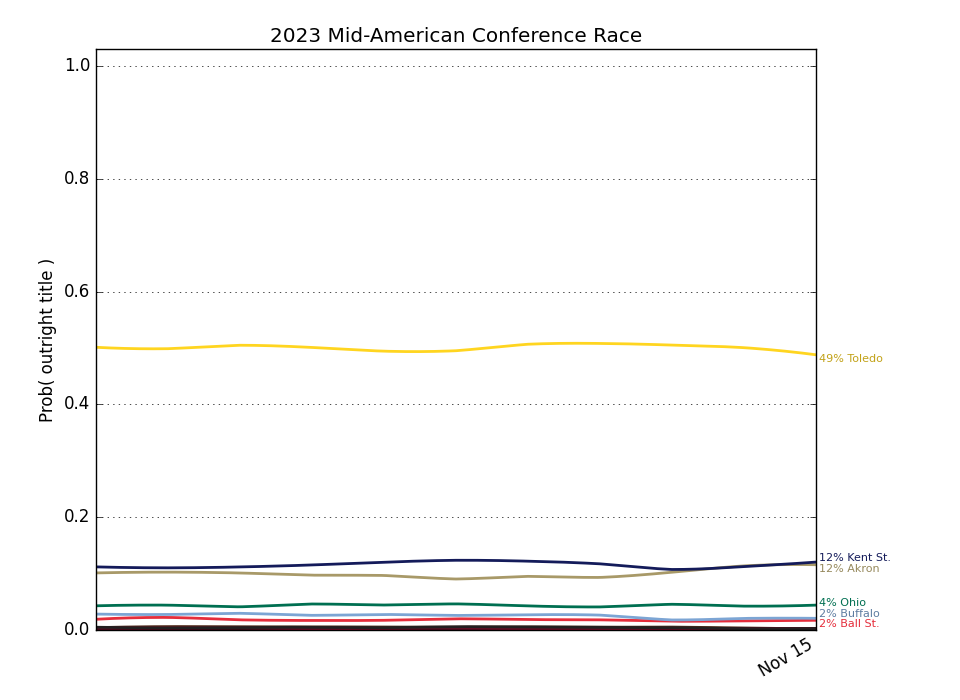 2023 Mid-American Conference Race
1.0
0.8
0.6
0.4
0.2
0.0
Prob( outright title )
49% Toledo
12% Kent St.
12% Akron
4% Ohio
2% Buffalo
2% Ball St.
Nov 15